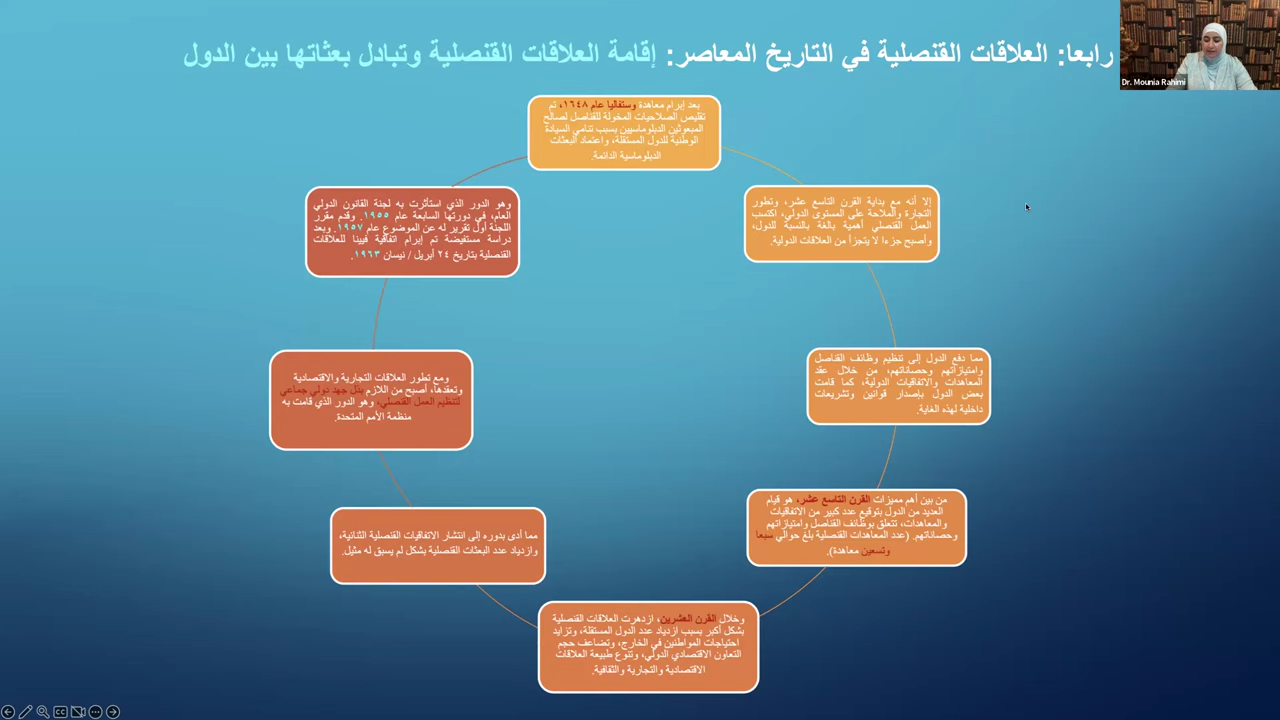 رابعا: العلاقات القنصلية في التاريخ المعاصر: إقامة العلاقات القنصلية وتبادل بعثاتها بين الدول
Dr. Mounia Rahimi
بعد إبرام معاهدة وستفاليا عام ١٦٤٨، تم
تقليص الصلاحيات المخولة للقناصل لصالح
المبعوثين الدبلوماسيين بسبب تنامي السيادة
الوطنية للدول المستقلة، واعتماد البعثات
الدبلوماسية الدائمة.
إلا أنه مع بداية القرن التاسع عشر، وتطور
التجارة والملاحة على المستوى الدولي، اكتسب
العمل القنصلي أهمية بالغة بالنسبة للدول،
وأصبح جزءا لا يتجزأ من العلاقات الدولية.
مما دفع الدول إلى تنظيم وظائف القناصل
وامتيازاتهم وحصاناتهم، من خلال عقد
المعاهدات والاتفاقيات الدولية، كما قامت
بعض الدول بإصدار قوانين وتشريعات
داخلية لهذه الغاية.
من بين أهم مميزات القرن التاسع عشر، هو قيام
العديد من الدول بتوقيع عدد كبير من الاتفاقيات
والمعاهدات، تتعلق بوظائف القناصل وامتيازاتهم
وحصاناتهم. (عدد المعاهدات القنصلية بلغ حوالي سبعا
وتسعين معاهدة).
وخلال القرن العشرين، ازدهرت العلاقات القنصلية
بشكل أكبر بسبب ازدياد عدد الدول المستقلة، وتزايد
احتياجات المواطنين في الخارج، وتضاعف حجم
التعاون الاقتصادي الدولي، وتنوع طبيعة العلاقات
الاقتصادية والتجارية والثقافية.
مما أدى بدوره إلى انتشار الاتفاقيات القنصلية الثنائية،
وازدياد عدد البعثات القنصلية بشكل لم يسبق له مثيل.
ومع تطور العلاقات التجارية والاقتصادية
وتعقدها، أصبح من اللازم بتل جهد دولي جماعي
لتنظيم العمل القنصلي، وهو الدور الذي قامت به
منظمة الأمم المتحدة.
وهو الدور الذي استأثرت به لجنة القانون الدولي
العام، في دورتها السابعة عام ١٩٥٥. وقدم مقرر
اللجنة أول تقرير له عن الموضوع عام ١٩٥٧. وبعد
دراسة مستفيضة تم إبرام اتفاقية فيينا للعلاقات
القنصلية بتاريخ ٢٤ أبريل / نيسان ١٩٦٣.